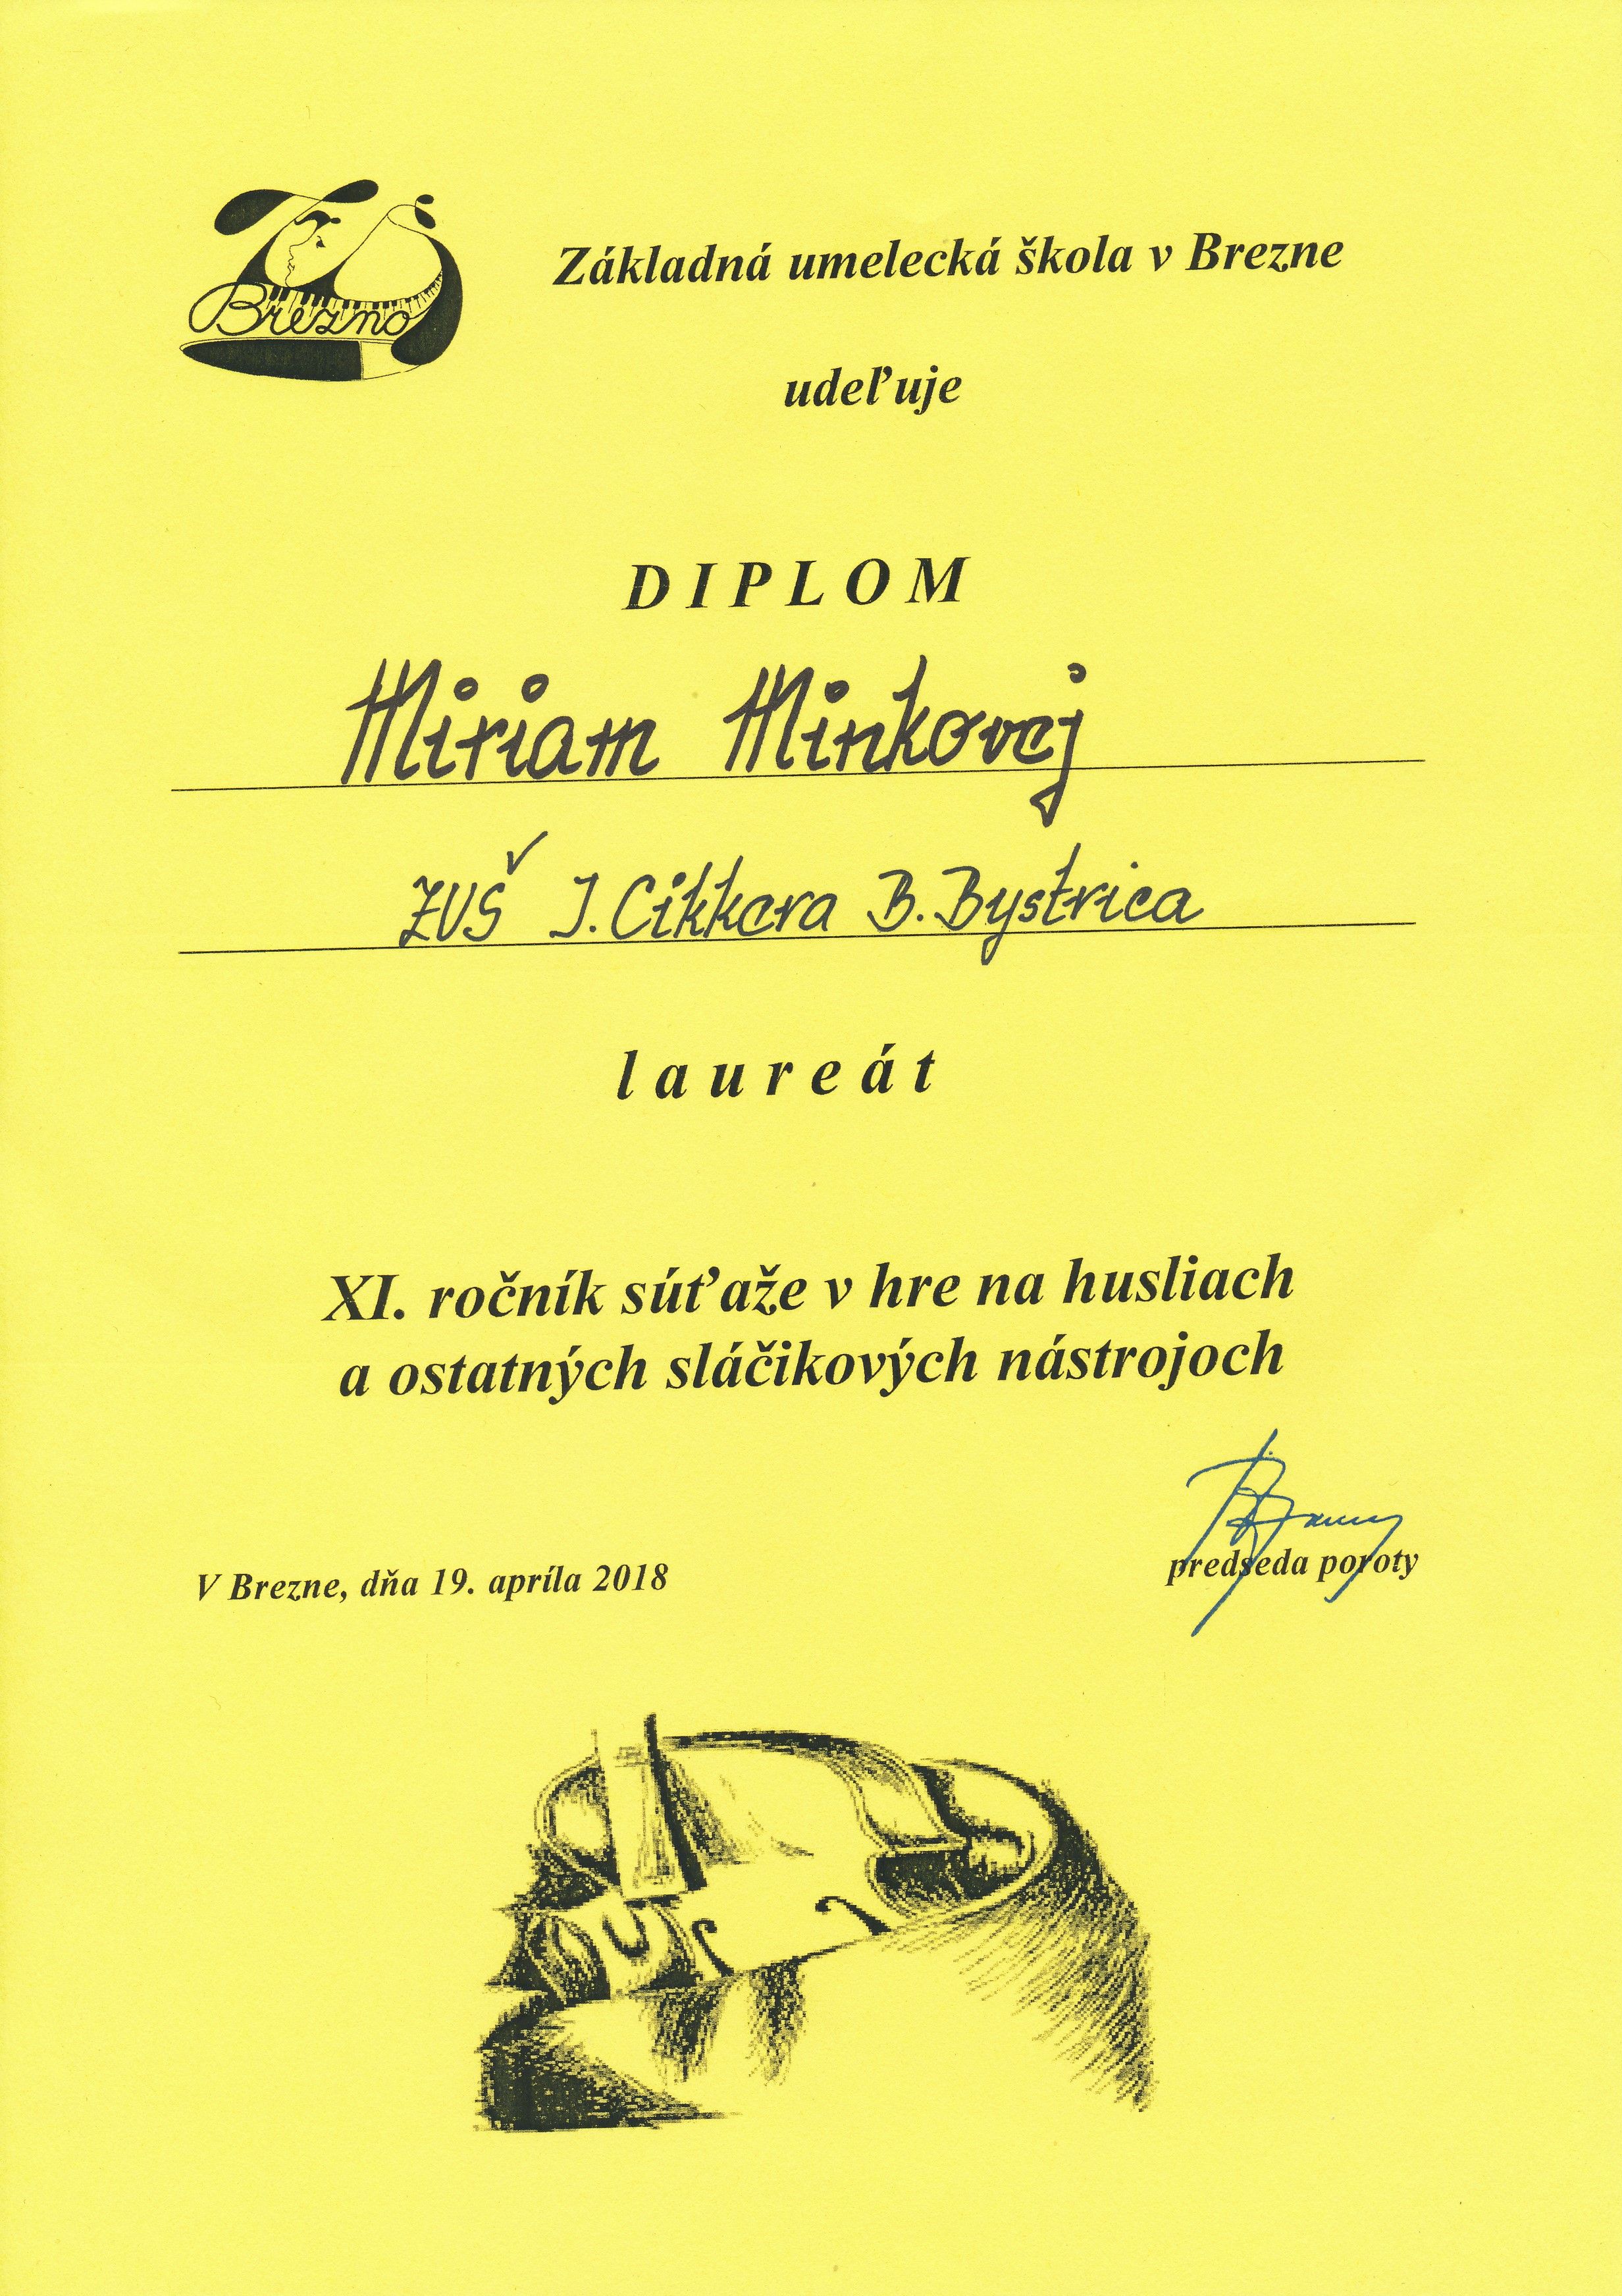 Brezno
Základná umelecká škola v Brezne
udeľuje
DIPLOM
Miriam Minkovej
ZUŠ J. Cikkera B. Bystrica
laureát
XI. ročník súťaže v hre na husliach
a ostatných sláčikových nástrojoch
V Brezne, dňa 19. apríla 2018
predseda poroty